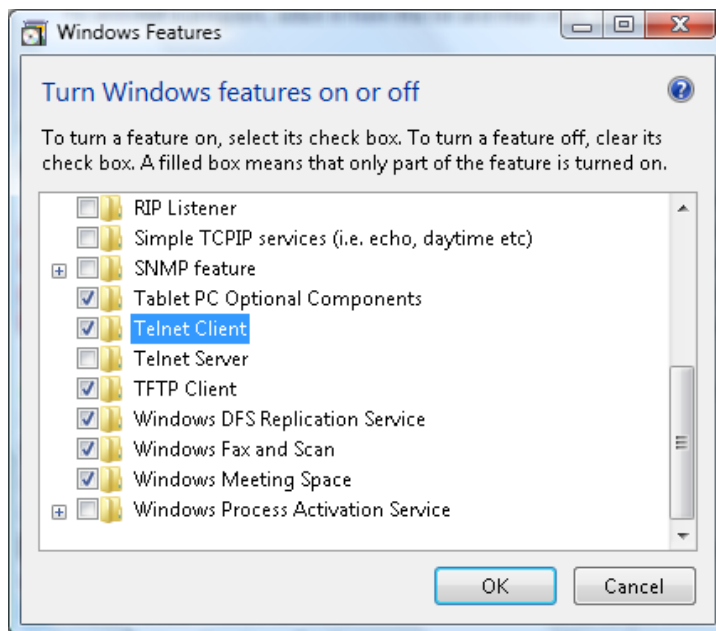 Windows Features
Turn Windows features on or off
To turn a feature on, select its check box. To turn a feature off, clear its
check box. A filled box means that only part of the feature is turned on.
RIP Listener
Simple TCPIP services (i.e. echo, daytime etc)
SNMP feature
Tablet PC Optional Components
Telnet Client
Telnet Server
TFTP Client
Windows DFS Replication Service
Windows Fax and Scan
Windows Meeting Space
Windows Process Activation Service
OK Cancel